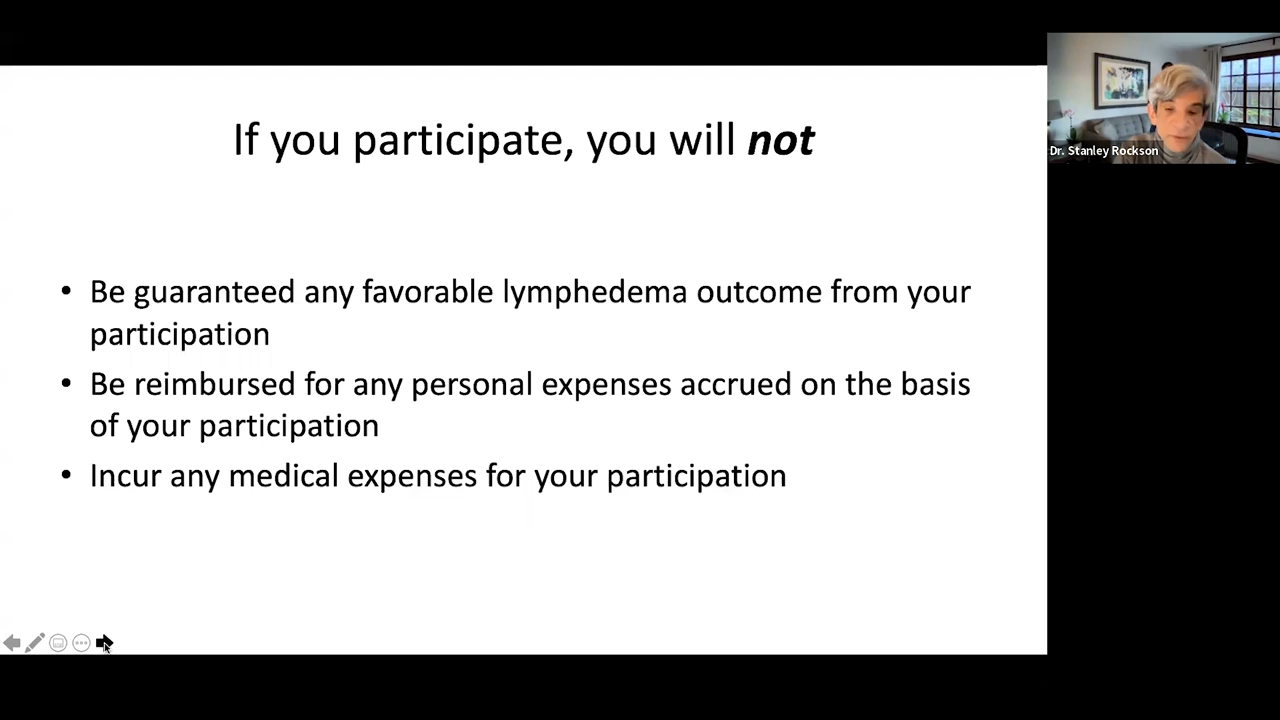 If you participate, you will not
• Be guaranteed any favorable lymphedema outcome from your
participation
• Be reimbursed for any personal expenses accrued on the basis
of your participation
• Incur any medical expenses for your participation
Dr. Stanley Rockson